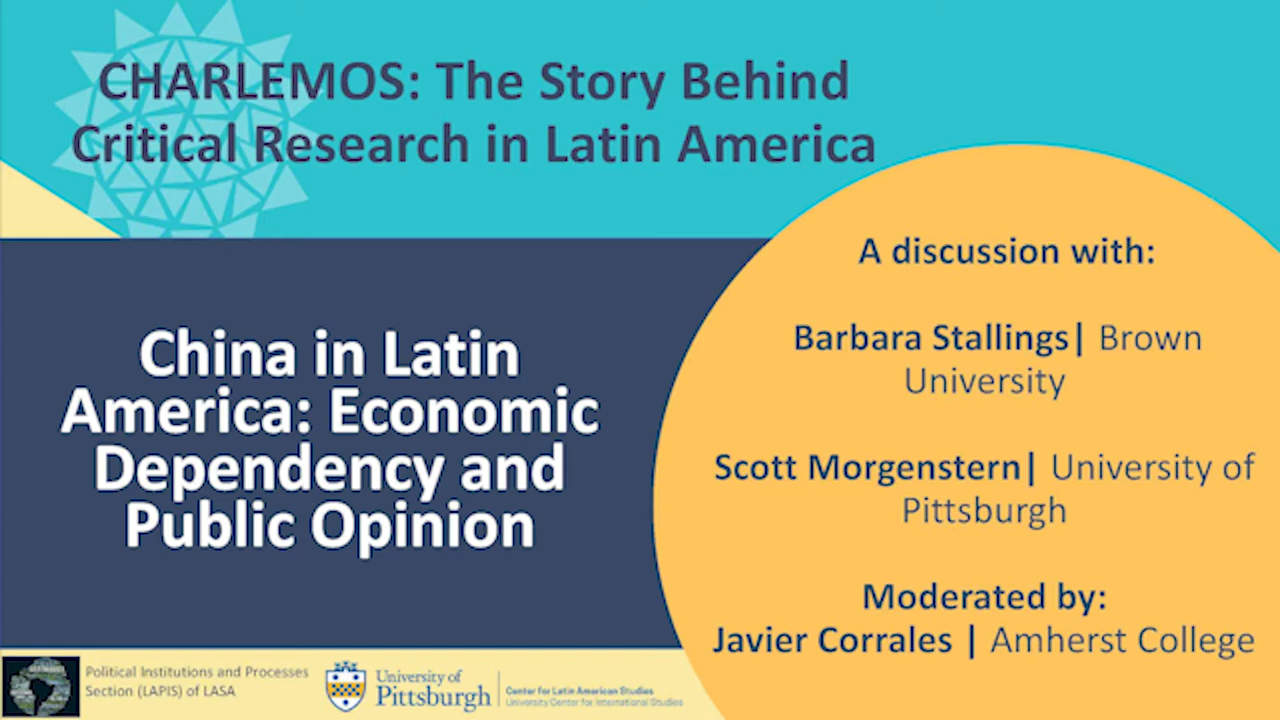 CHARLEMOS: The Story Behind
Critical Research in Latin America
China in Latin
America: Economic
Dependency and
Public Opinion
A discussion with:
Barbara Stallings| Brown
University
Scott Morgenstern| University of
Pittsburgh
Moderated by:
Javier Corrales | Amherst College
Political Institutions and Processes
Section (LAPIS) of LASA
University of
Pittsburgh
Center for Latin American Studies
University Center for International Studies